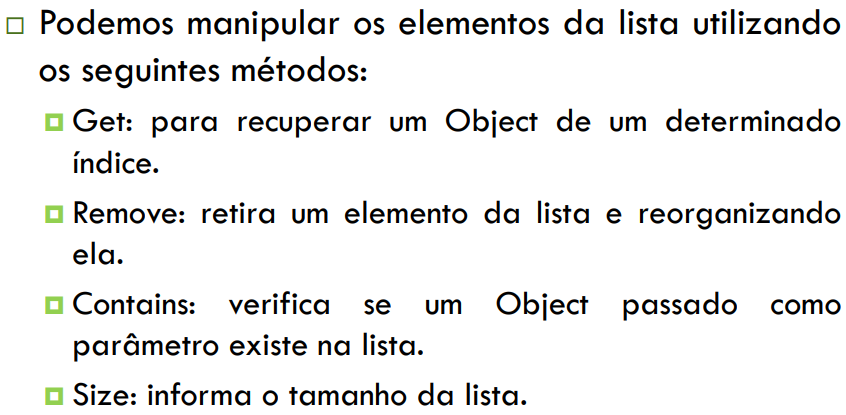 Podemos manipular os elementos da lista utilizando
os seguintes métodos:
Get: para recuperar um Object de um determinado
índice.
Remove: retira um elemento da lista e reorganizando
ela.
Contains: verifica se um Object passado como
parâmetro existe na lista.
Size: informa o tamanho da lista.